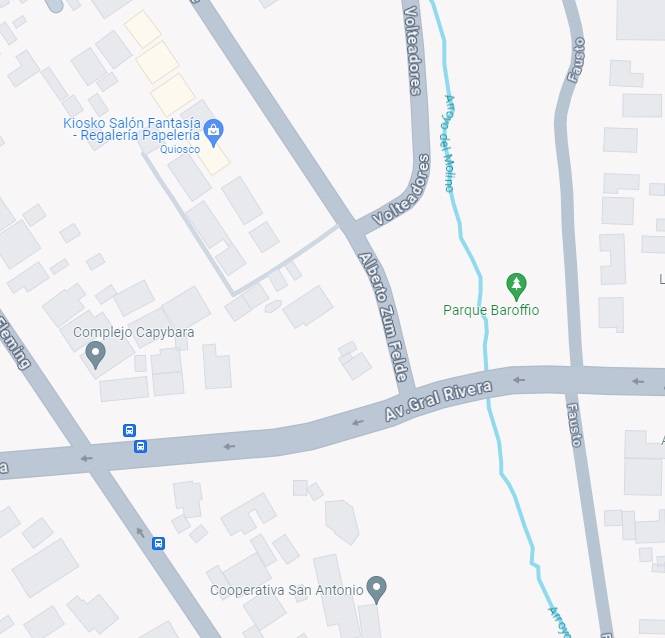 Volteadores
Fausto
Arroyo del Molino
Kiosko Salón Fantasía
- Regalería Papelería
Quiosco
Volteadores
Alberto Zum Felde
Parque Baroffio
Fleming
Complejo Capybara
Av.Gral Rivera
Fausto
a
Cooperativa San Antonio
Arroyo